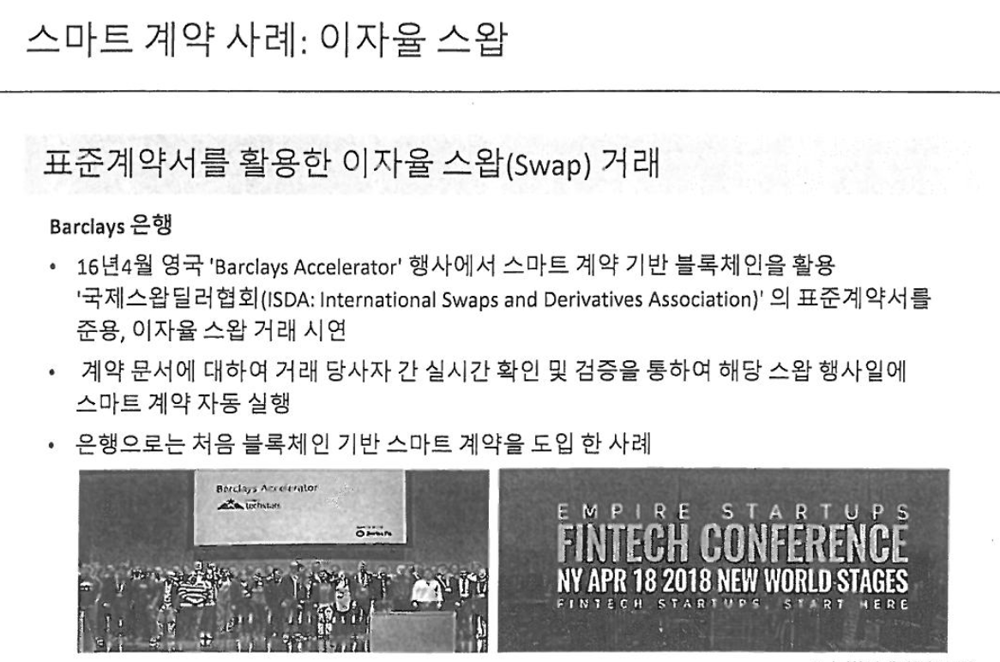 스마트 계약 사례: 이자율 스왑
표준계약서를 활용한 이자율 스왑(Swap) 거래
Barclays 은행
• 16년4월 영국 'Barclays Accelerator' 행사에서 스마트 계약 기반 블록체인을 활용
'국제스왑딜러협회(ISDA: International Swaps and Derivatives Association)' 의 표준계약서를
준용, 이자율 스왑 거래 시연
• 계약 문서에 대하여 거래 당사자 간 실시간 확인 및 검증을 통하여 해당 스왑 행사일에
스마트 계약 자동 실행
• 은행으로는 처음 블록체인 기반 스마트 계약을 도입 한 사례
Barclays Accelerator
techstars
EMPIRE STARTUPS
FINTECH CONFERENCE
NY APR 18 2018 NEW WORLD STAGES
FINTECH STARTUPS START HERE